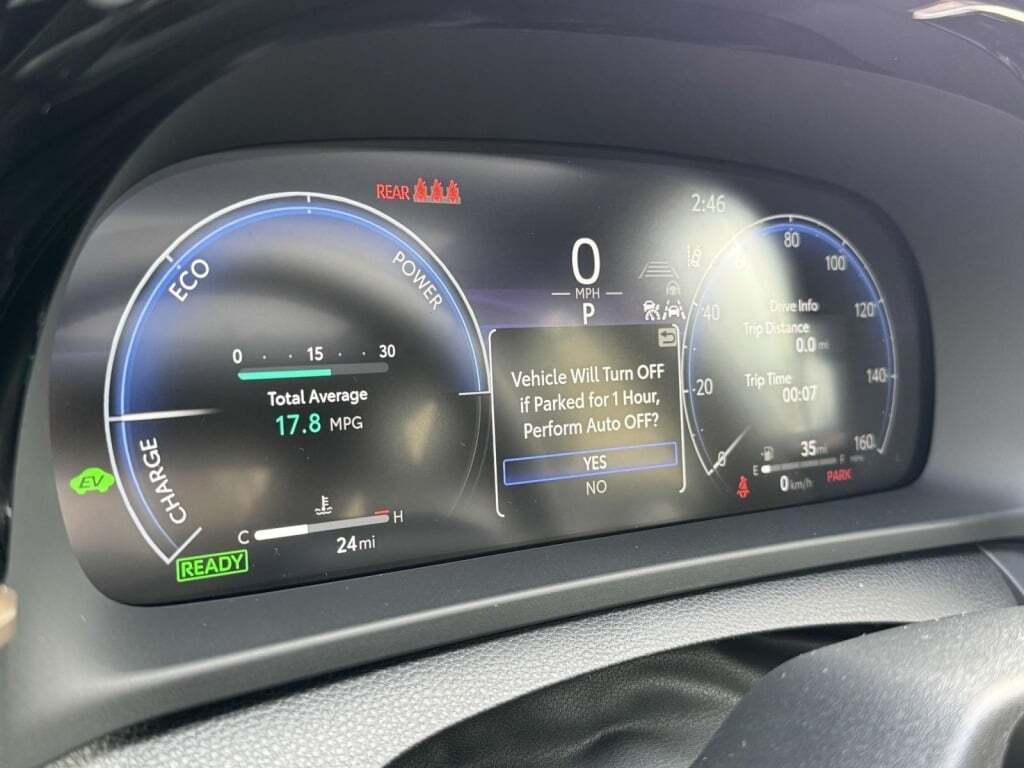 REAR
2:46
ECO
POWER
CHARGE
0 15 30
Total Average
17.8 MPG
EV
READY
C H
24 mi
0
MPH
P
Vehicle Will Turn OFF
if Parked for 1 Hour,
Perform Auto OFF?
YES
NO
0
20
40
80
100
120
140
160
Drive Info
Trip Distance
0.0 mi
Trip Time
00:07
35 mi
E F
0 km/h
PARK